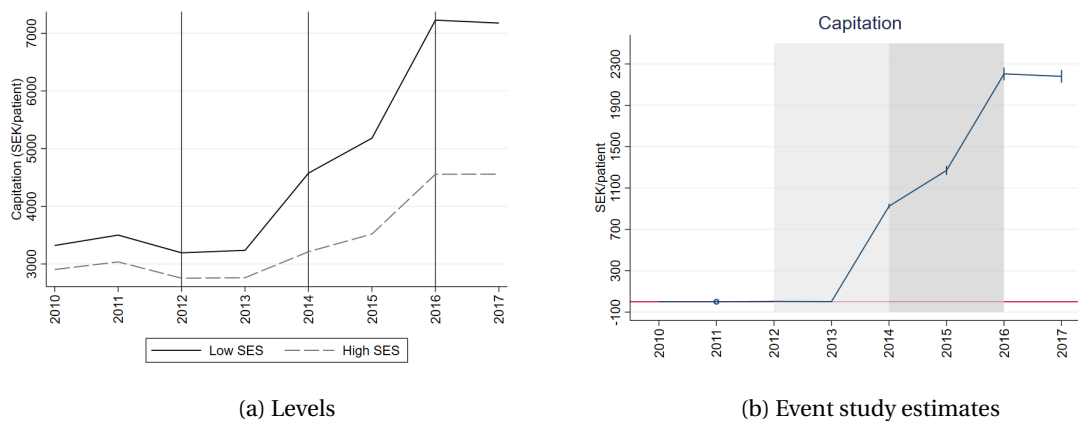 Capitation (SEK/patient)
7000
6000
5000
4000
3000
2010 2011 2012 2013 2014 2015 2016 2017
Low SES High SES
(a) Levels
Capitation
SEK/patient
2300
1900
1500
1100
700
300
-100
2010 2011 2012 2013 2014 2015 2016 2017
(b) Event study estimates